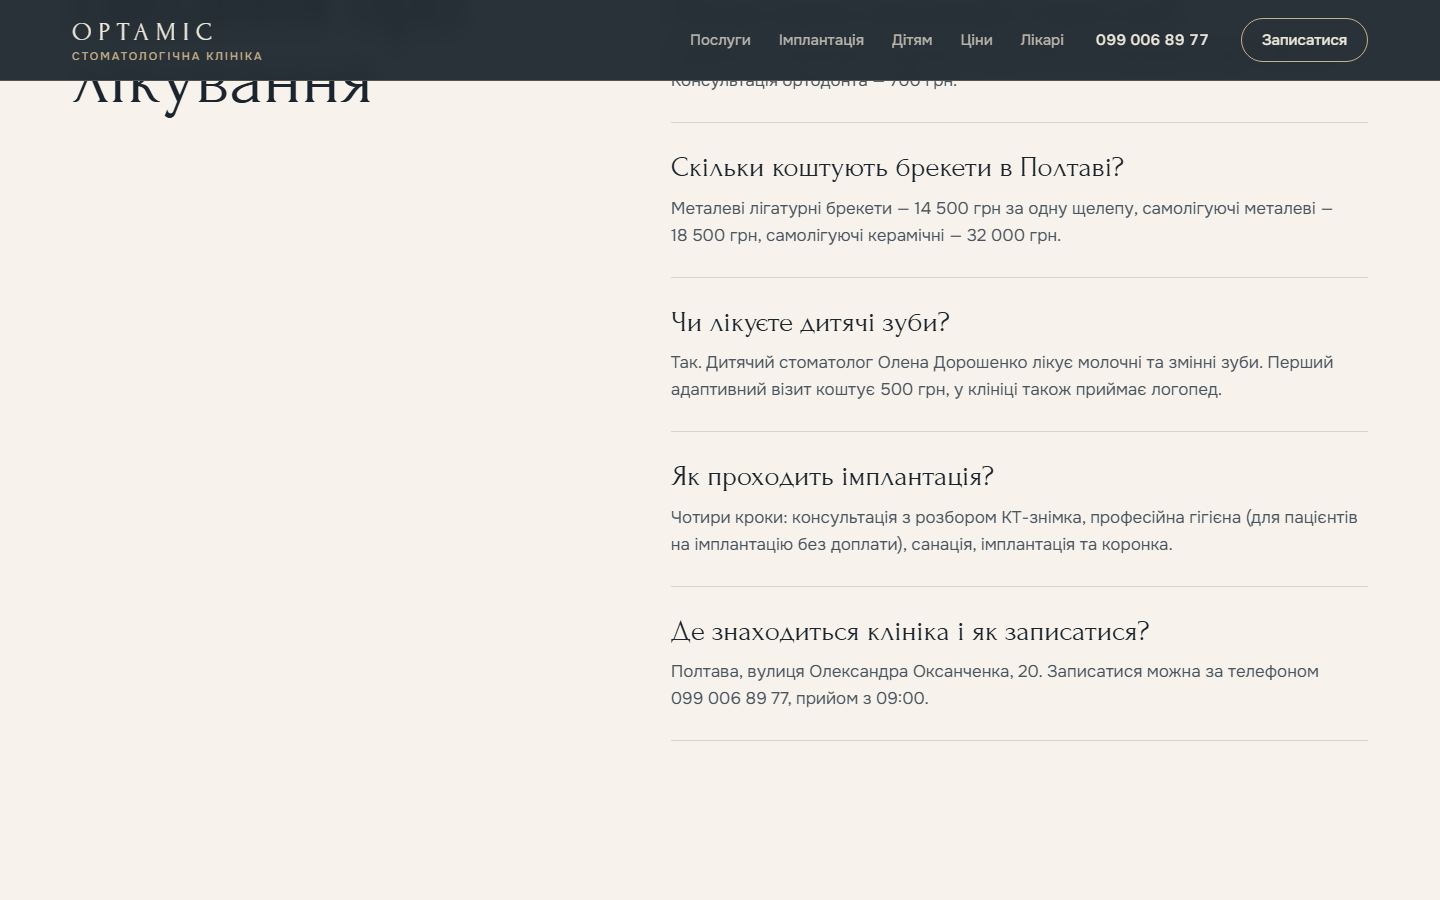 ОРТАМІС
СТОМАТОЛОГІЧНА КЛІНІКА
Послуги
Імплантація
Дітям
Ціни
Лікарі
099 006 89 77
Записатися
лікування
Консультація ортодонта — 700 грн.
Скільки коштують брекети в Полтаві?
Металеві лігатурні брекети — 14 500 грн за одну щелепу, самолігуючі металеві —
18 500 грн, самолігуючі керамічні — 32 000 грн.
Чи лікуєте дитячі зуби?
Так. Дитячий стоматолог Олена Дорошенко лікує молочні та змінні зуби. Перший
адаптивний візит коштує 500 грн, у клініці також приймає логопед.
Як проходить імплантація?
Чотири кроки: консультація з розбором КТ-знімка, професійна гігієна (для пацієнтів
на імплантацію без доплати), санація, імплантація та коронка.
Де знаходиться клініка і як записатися?
Полтава, вулиця Олександра Оксанченка, 20. Записатися можна за телефоном
099 006 89 77, прийом з 09:00.